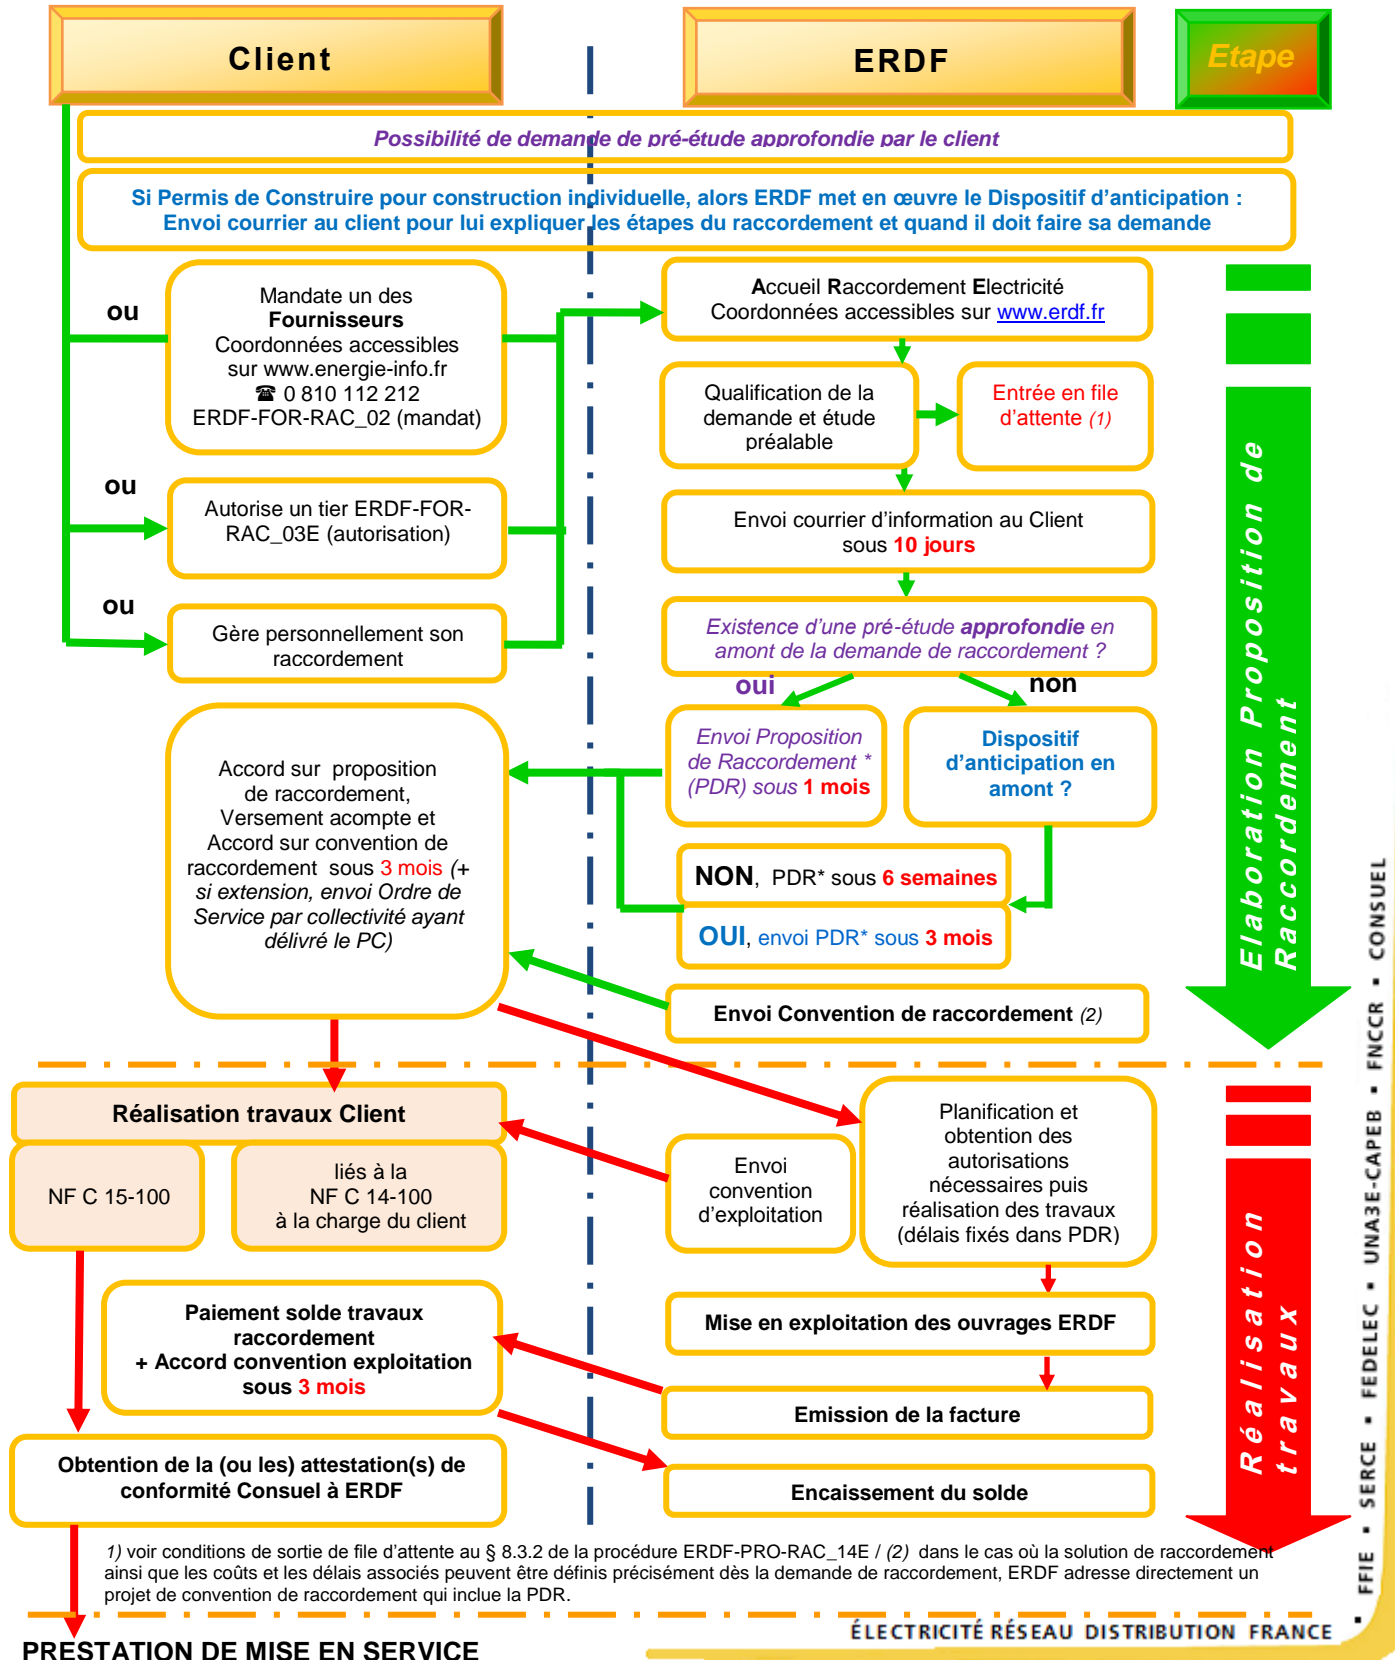 Client
ERDF
Etape
Possibilité de demande de pré-étude approfondie par le client
Si Permis de Construire pour construction individuelle, alors ERDF met en œuvre le Dispositif d'anticipation :
Envoi courrier au client pour lui expliquer les étapes du raccordement et quand il doit faire sa demande
ou
Mandate un des
Fournisseurs
Coordonnées accessibles
sur www.energie-info.fr
☎ 0 810 112 212
ERDF-FOR-RAC_02 (mandat)
ou
Autorise un tier ERDF-FOR-
RAC_03E (autorisation)
ou
Gère personnellement son
raccordement
Accueil Raccordement Electricité
Coordonnées accessibles sur www.erdf.fr
Qualification de la
demande et étude
préalable
Entrée en file
d'attente (1)
Envoi courrier d'information au Client
sous 10 jours
Existence d'une pré-étude approfondie en
amont de la demande de raccordement ?
oui
non
Envoi Proposition
de Raccordement *
(PDR) sous 1 mois
Dispositif
d'anticipation en
amont ?
NON, PDR* sous 6 semaines
OUI, envoi PDR* sous 3 mois
Accord sur proposition
de raccordement,
Versement acompte et
Accord sur convention de
raccordement sous 3 mois (+
si extension, envoi Ordre de
Service par collectivité ayant
délivré le PC)
Envoi Convention de raccordement (2)
Elaboration Proposition de
Raccordement
Réalisation travaux Client
NF C 15-100
liés à la
NF C 14-100
à la charge du client
Envoi
convention
d'exploitation
Planification et
obtention des
autorisations
nécessaires puis
réalisation des travaux
(délais fixés dans PDR)
Paiement solde travaux
raccordement
+ Accord convention exploitation
sous 3 mois
Mise en exploitation des ouvrages ERDF
Emission de la facture
Obtention de la (ou les) attestation(s) de
conformité Consuel à ERDF
Encaissement du solde
Réalisation
travaux
1) voir conditions de sortie de file d'attente au § 8.3.2 de la procédure ERDF-PRO-RAC_14E / (2) dans le cas où la solution de raccordement
ainsi que les coûts et les délais associés peuvent être définis précisément dès la demande de raccordement, ERDF adresse directement un
projet de convention de raccordement qui inclue la PDR.
PRESTATION DE MISE EN SERVICE
ÉLECTRICITÉ RÉSEAU DISTRIBUTION FRANCE
▪ FFIE ▪ SERCE ▪ FEDELEC ▪ UNA3E-CAPEB ▪ FNCCR ▪ CONSUEL